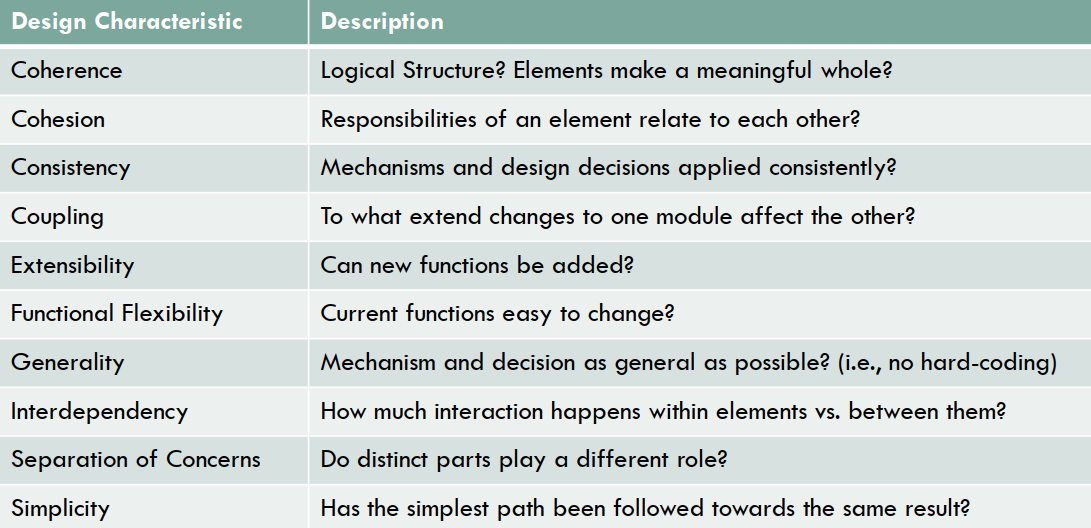 Design Characteristic Description
Coherence Logical Structure? Elements make a meaningful whole?
Cohesion Responsibilities of an element relate to each other?
Consistency Mechanisms and design decisions applied consistently?
Coupling To what extend changes to one module affect the other?
Extensibility Can new functions be added?
Functional Flexibility Current functions easy to change?
Generality Mechanism and decision as general as possible? (i.e., no hard-coding)
Interdependency How much interaction happens within elements vs. between them?
Separation of Concerns Do distinct parts play a different role?
Simplicity Has the simplest path been followed towards the same result?